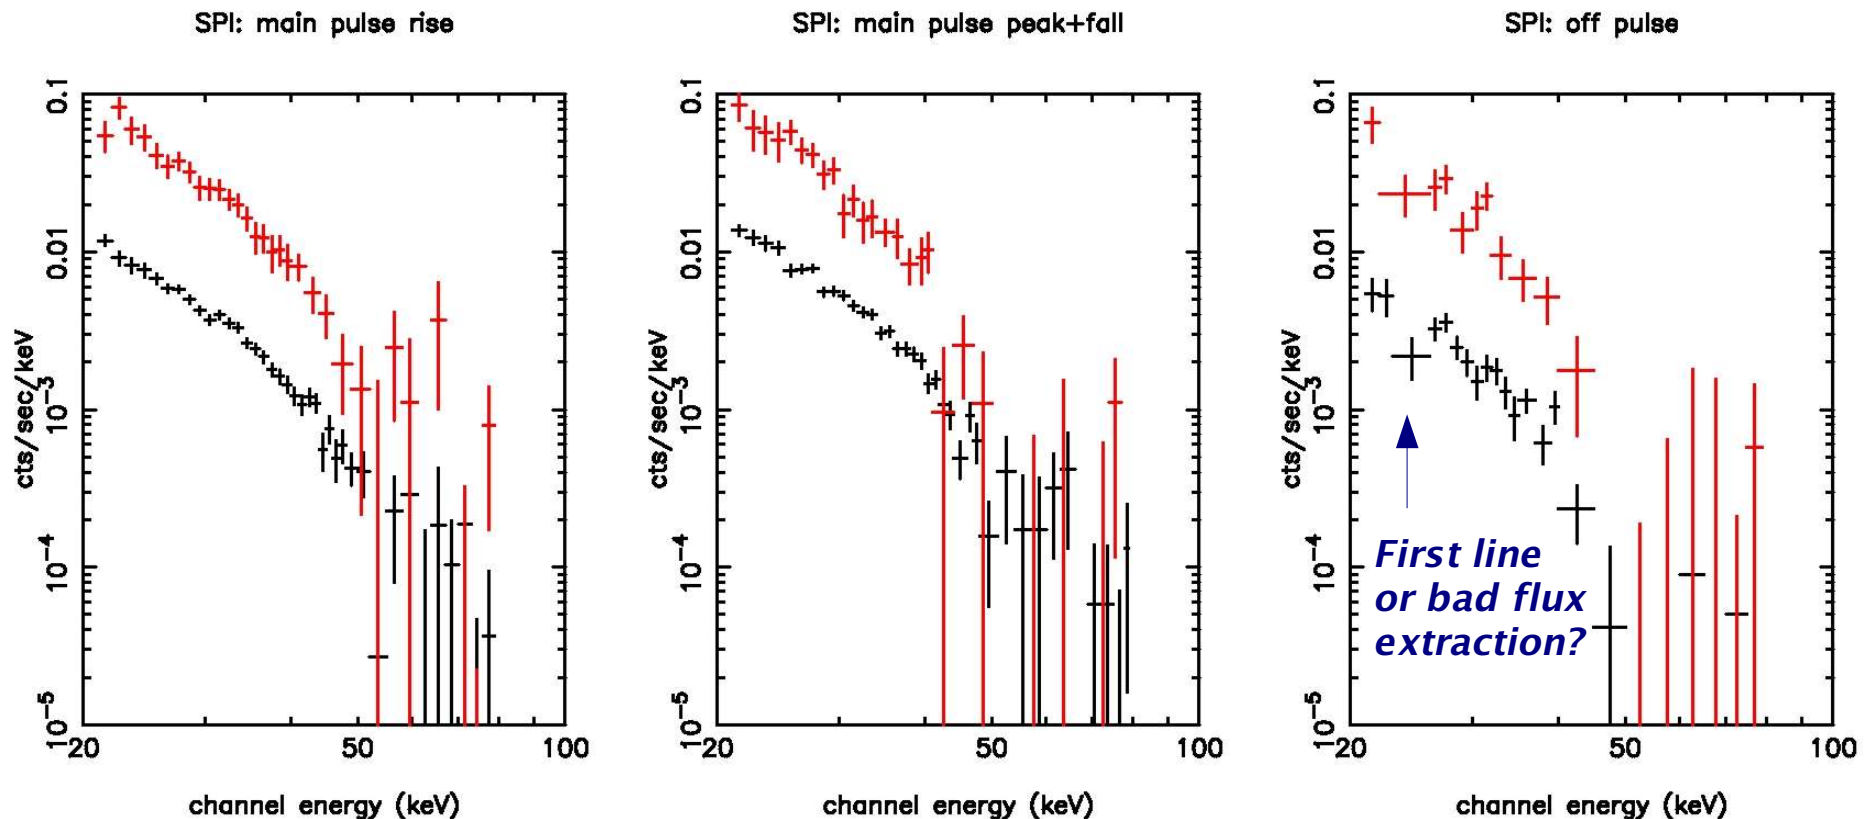 SPI: main pulse rise
cts/sec/keV
0.1
0.01
10⁻³
10⁻⁴
10⁻⁵
20
50
100
channel energy (keV)
SPI: main pulse peak+fall
cts/sec/keV
0.1
0.01
10⁻³
10⁻⁴
10⁻⁵
20
50
100
channel energy (keV)
SPI: off pulse
cts/sec/keV
0.1
0.01
10⁻³
10⁻⁴
10⁻⁵
First line
or bad flux
extraction?
20
50
100
channel energy (keV)